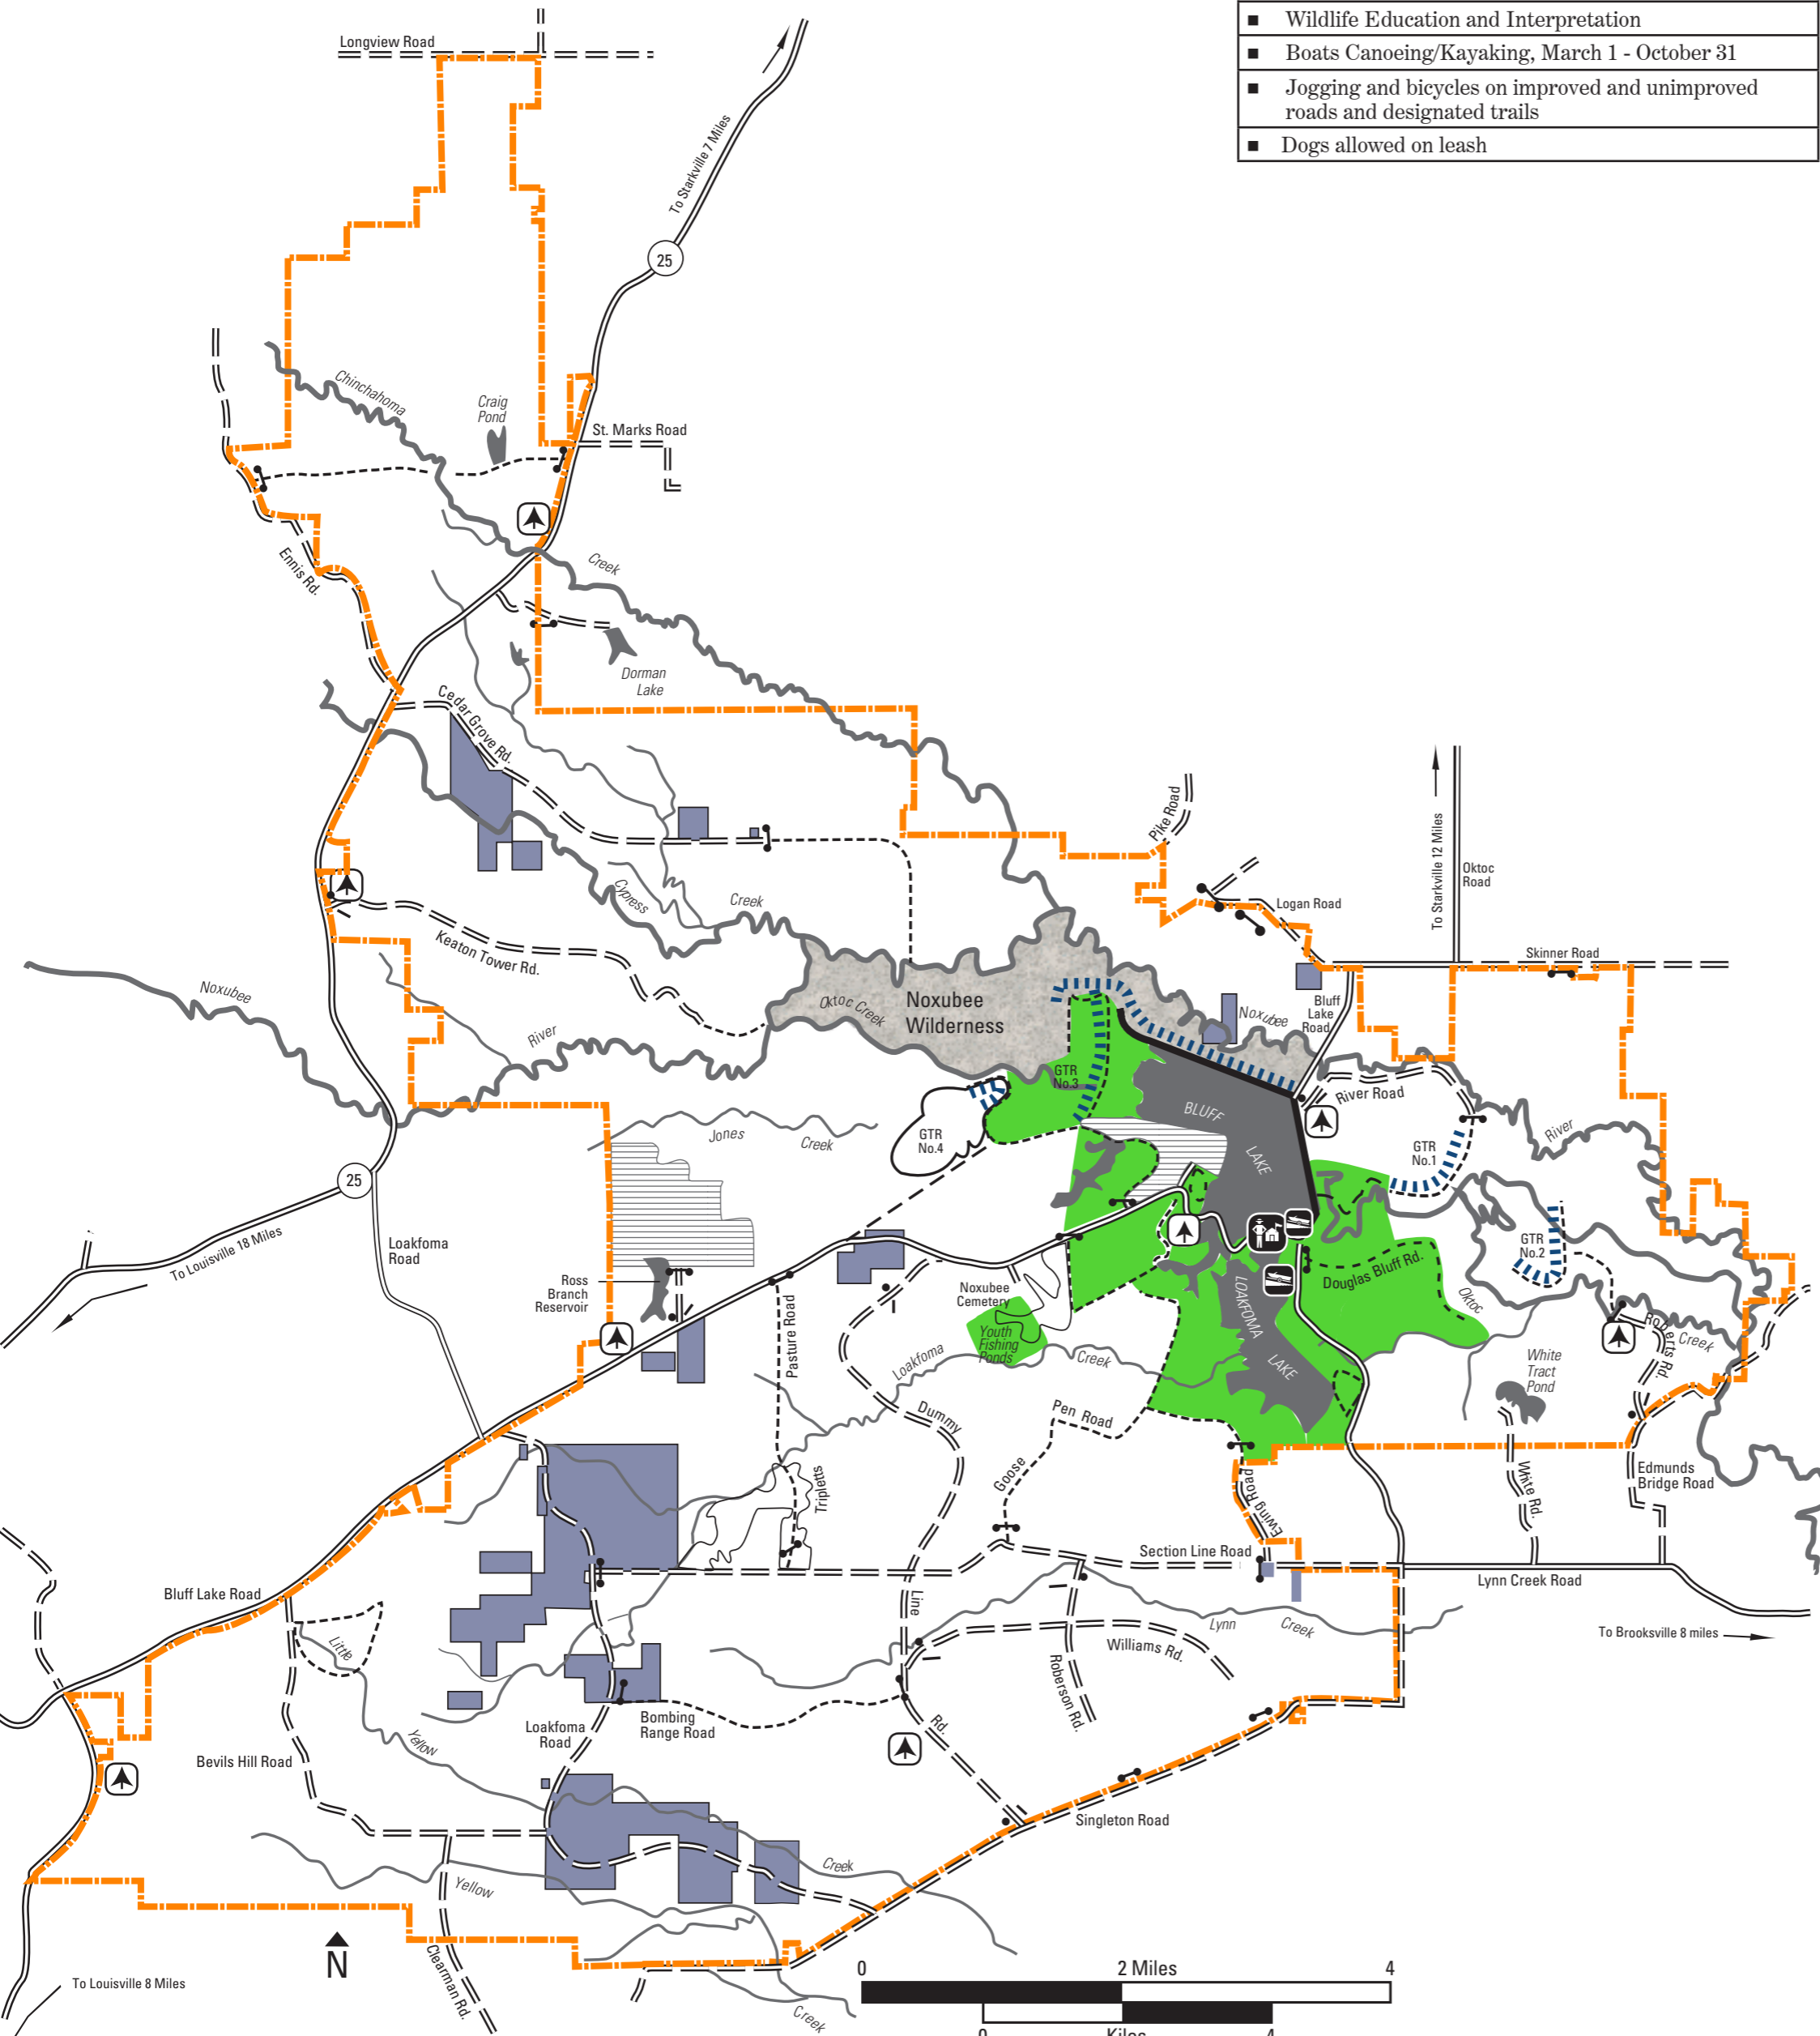 ■ Wildlife Education and Interpretation
■ Boats Canoeing/Kayaking, March 1 - October 31
■ Jogging and bicycles on improved and unimproved
roads and designated trails
■ Dogs allowed on leash
Longview Road
To Starkville 7 Miles
25
Chinchahoma
Craig
Pond
St. Marks Road
Creek
Ennis Rd.
Dorman
Lake
Cedar Grove Rd.
Pike Road
To Starkville 12 Miles
Oktoc
Road
Cypress
Creek
Logan Road
Keaton Tower Rd.
Skinner Road
Noxubee
River
Oktoc Creek
Noxubee
Wilderness
Noxubee
Bluff
Lake
Road
GTR
No.3
River Road
BLUFF
LAKE
Jones
Creek
GTR
No.4
GTR
No.1
River
25
To Louisville 18 Miles
Loakfoma
Road
GTR
No.2
Ross
Branch
Reservoir
Noxubee
Cemetery
Douglas Bluff Rd.
Oktoc
Pasture Road
Youth
Fishing
Ponds
LOAKFOMA
LAKE
Roberts Rd.
Creek
Loakfoma
Creek
White
Tract
Pond
Dummy
Pen Road
Goose
Tripletts
Ewing Road
White Rd.
Edmunds
Bridge Road
Section Line Road
Lynn Creek Road
Bluff Lake Road
Line
Lynn
Creek
Little
Williams Rd.
To Brooksville 8 miles
Roberson Rd.
Loakfoma
Road
Bombing
Range Road
Rd.
Yellow
Bevils Hill Road
Singleton Road
Creek
Yellow
N
Clearman Rd.
To Louisville 8 Miles
0 2 Miles 4
Creek
0 Kilos 4